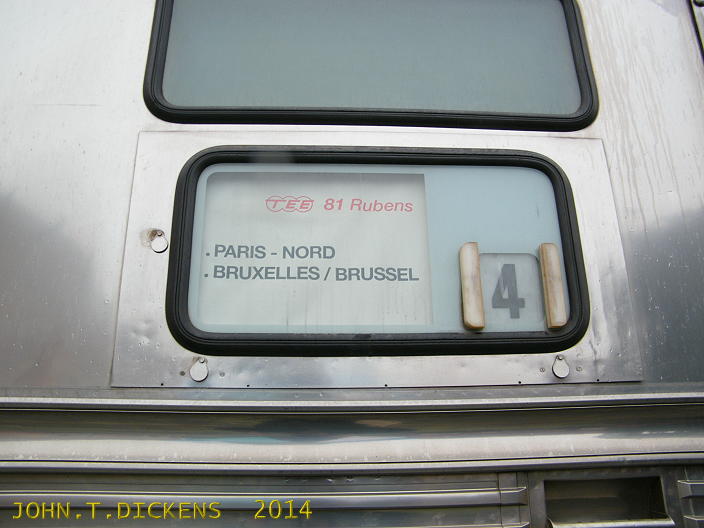 TEE 81 Rubens
. PARIS - NORD
. BRUXELLES / BRUSSEL
4
JOHN.T.DICKENS 2014